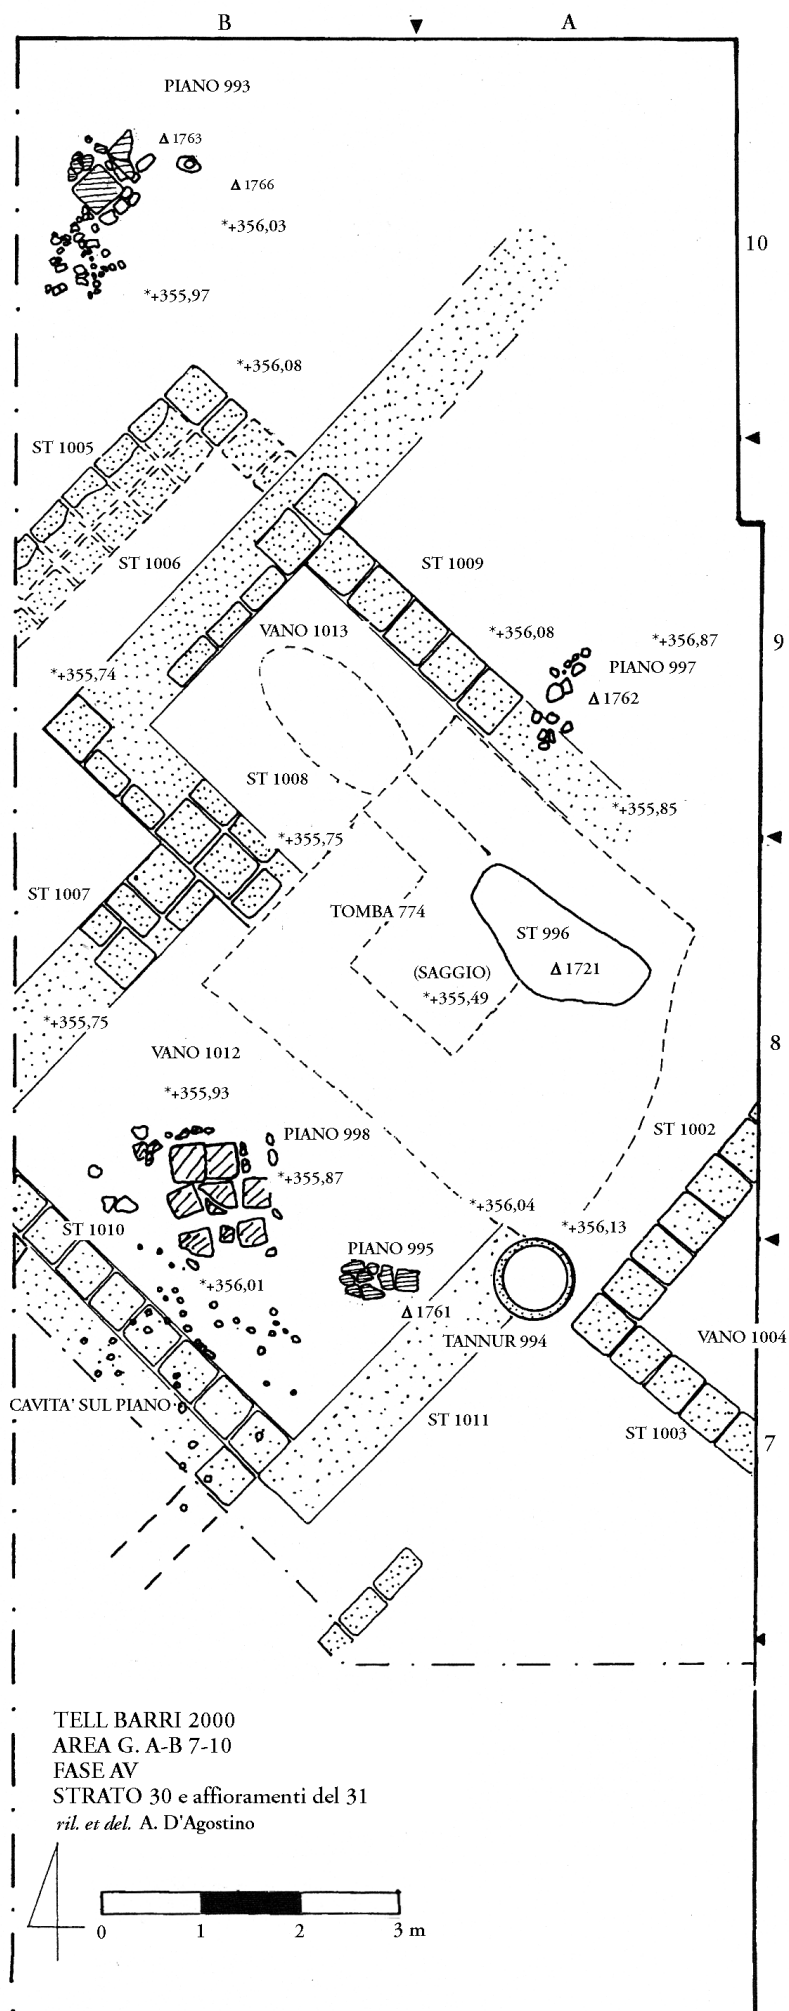 B A
PIANO 993
Δ 1763
Δ 1766
*+356,03
10
*+355,97
*+356,08
ST 1005
ST 1006
ST 1009
VANO 1013
*+356,08
*+356,87
9
PIANO 997
*+355,74
Δ 1762
ST 1008
*+355,85
*+355,75
ST 1007
TOMBA 774
ST 996
(SAGGIO)
Δ 1721
*+355,49
*+355,75
8
VANO 1012
*+355,93
ST 1002
PIANO 998
*+355,87
*+356,04
*+356,13
ST 1010
PIANO 995
*+356,01
Δ 1761
TANNUR 994
VANO 1004
CAVITA' SUL PIANO
ST 1011
ST 1003
7
TELL BARRI 2000
AREA G. A-B 7-10
FASE AV
STRATO 30 e affioramenti del 31
ril. et del. A. D'Agostino
0 1 2 3 m